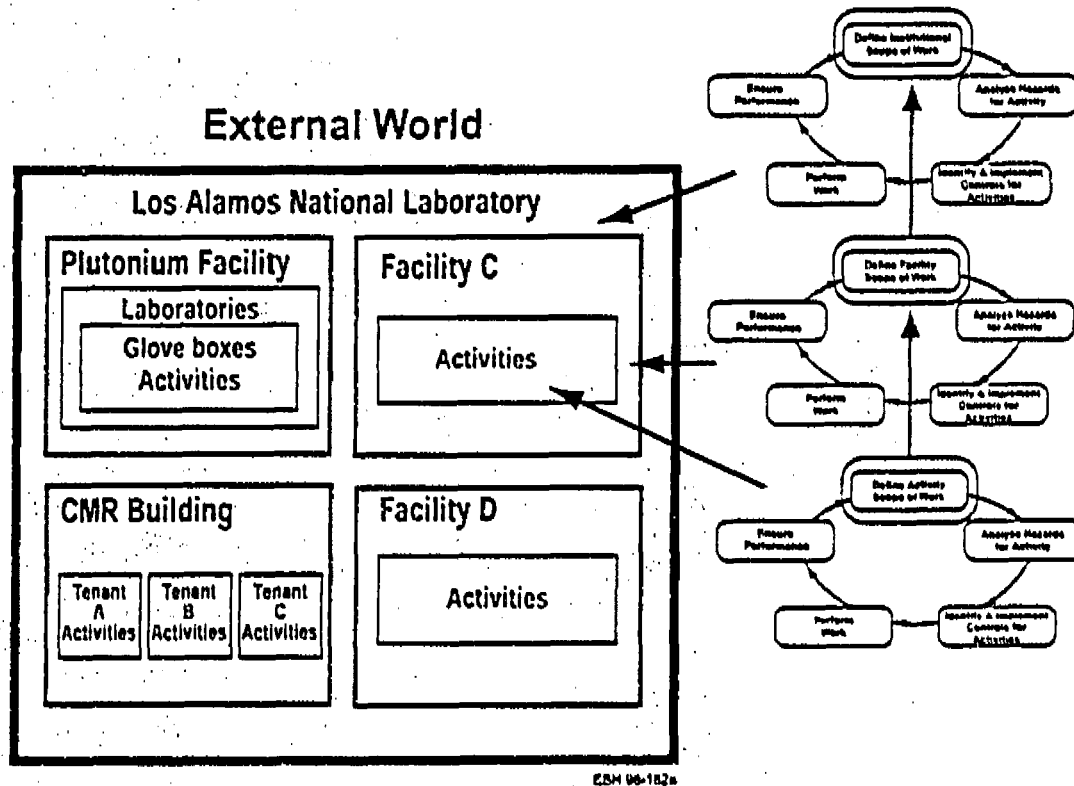 External World
Los Alamos National Laboratory
Plutonium Facility
Laboratories
Glove boxes
Activities
Facility C
Activities
CMR Building
Tenant
A
Activities
Tenant
B
Activities
Tenant
C
Activities
Facility D
Activities
Define Institutional
Scope of Work
Ensure
Performance
Analyze Hazards
for Activity
Perform
Work
Identify & Implement
Controls for
Activities
Define Facility
Scope of Work
Ensure
Performance
Analyze Hazards
for Activity
Perform
Work
Identify & Implement
Controls for
Activities
Define Activity
Scope of Work
Ensure
Performance
Analyze Hazards
for Activity
Perform
Work
Identify & Implement
Controls for
Activities